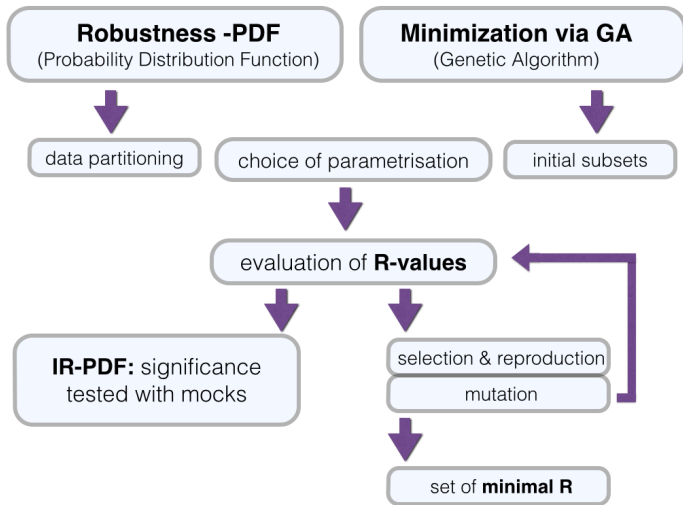 Robustness -PDF
(Probability Distribution Function)
Minimization via GA
(Genetic Algorithm)
data partitioning
choice of parametrisation
initial subsets
evaluation of R-values
IR-PDF: significance
tested with mocks
selection & reproduction
mutation
set of minimal R